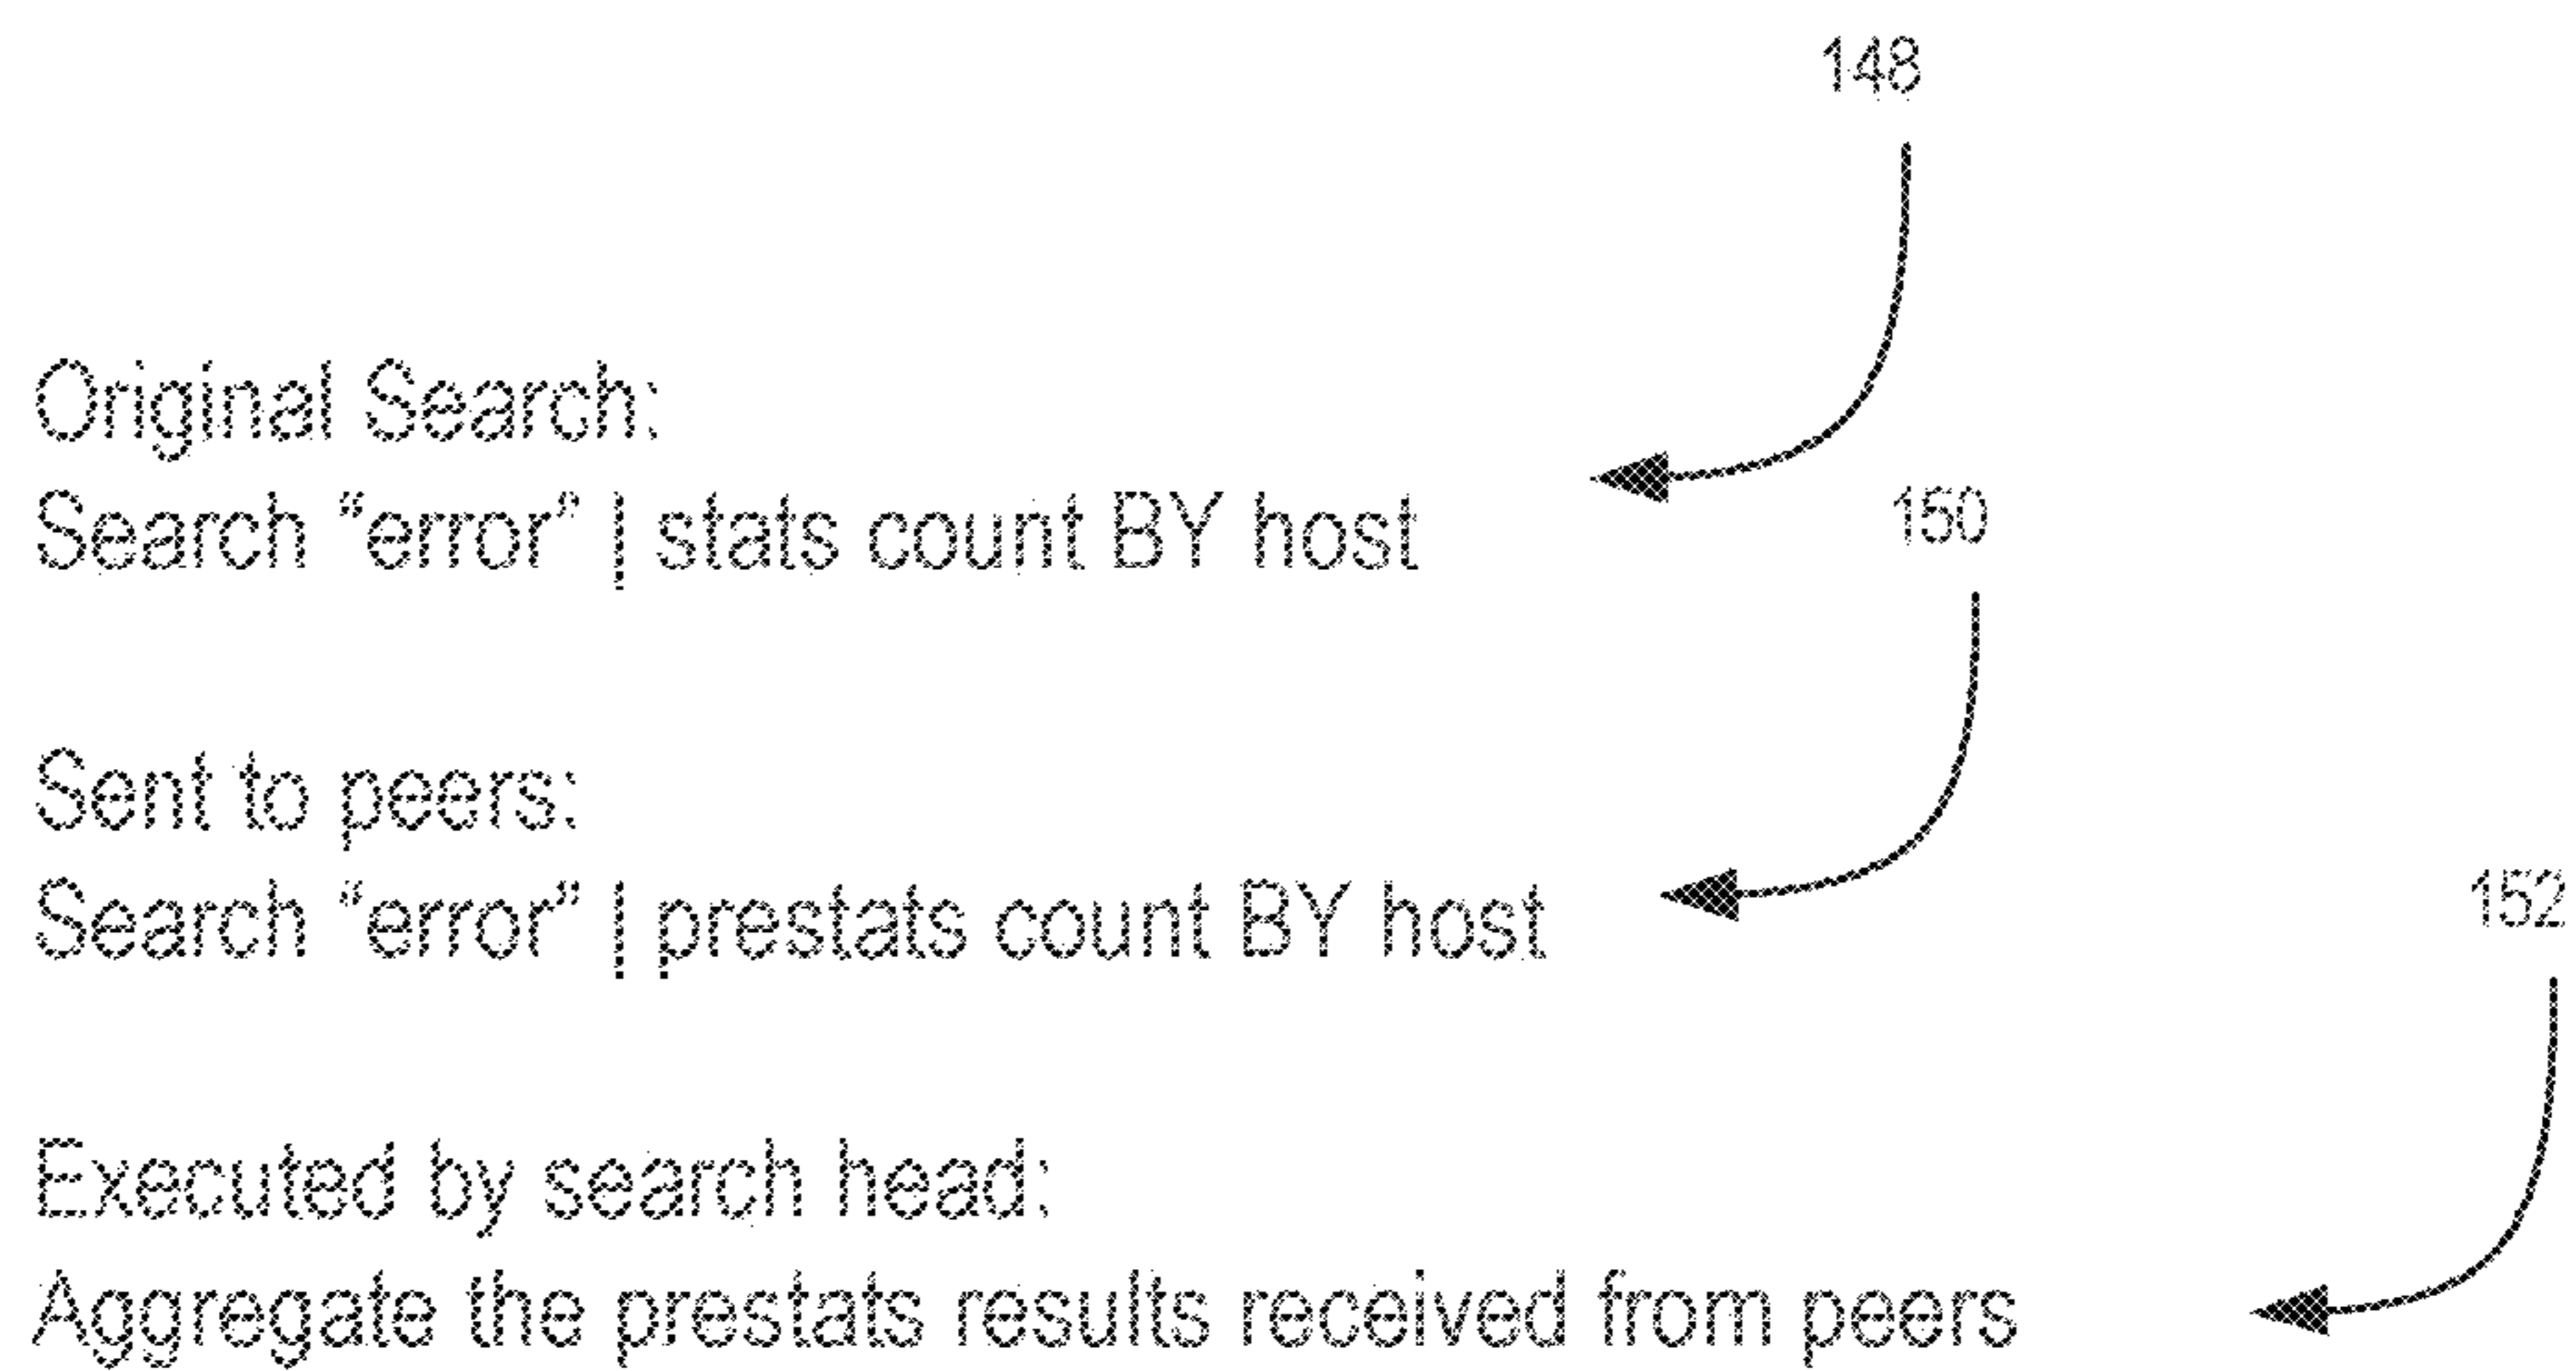 148
Original Search:
Search “error” | stats count BY host
150
Sent to peers:
Search “error” | prestats count BY host
152
Executed by search head:
Aggregate the prestats results received from peers